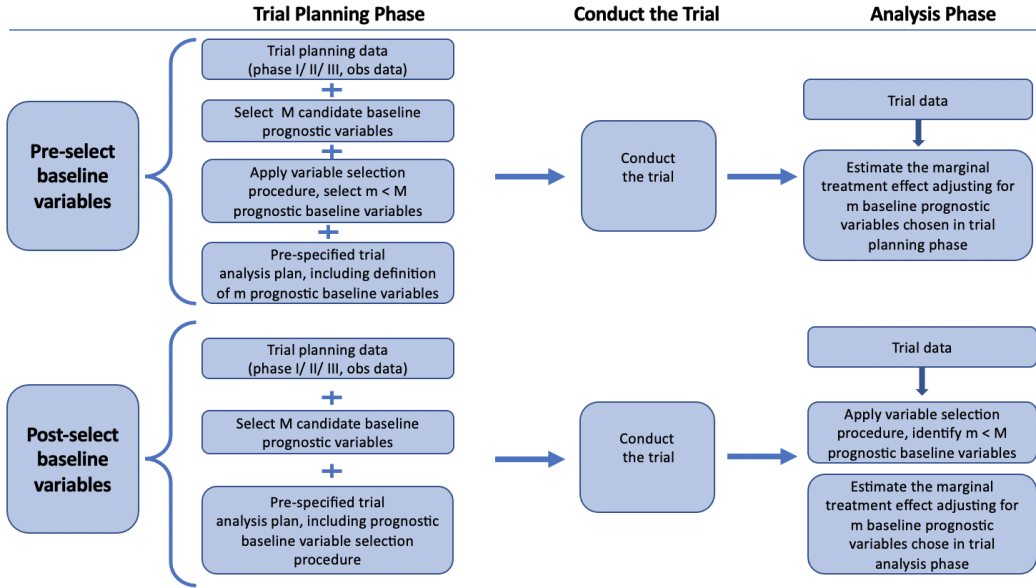 Trial Planning Phase
Conduct the Trial
Analysis Phase
Pre-select
baseline
variables
Trial planning data
(phase I/ II/ III, obs data)
+
Select M candidate baseline
prognostic variables
+
Apply variable selection
procedure, select m < M
prognostic baseline variables
+
Pre-specified trial
analysis plan, including definition
of m prognostic baseline variables
Conduct
the trial
Trial data
Estimate the marginal
treatment effect adjusting for
m baseline prognostic
variables chosen in trial
planning phase
Post-select
baseline
variables
Trial planning data
(phase I/ II/ III, obs data)
+
Select M candidate baseline
prognostic variables
+
Pre-specified trial
analysis plan, including prognostic
baseline variable selection
procedure
Conduct
the trial
Trial data
Apply variable selection
procedure, identify m < M
prognostic baseline variables
Estimate the marginal
treatment effect adjusting for
m baseline prognostic
variables chose in trial
analysis phase